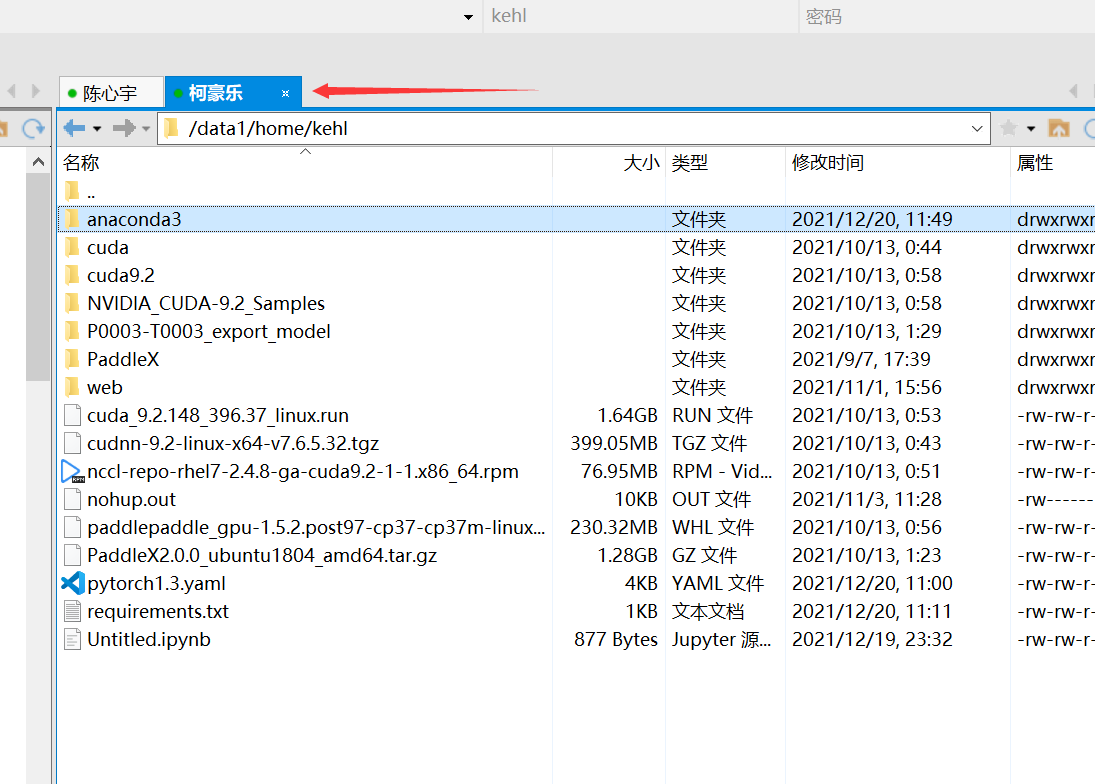 kehl 密码
陈心宇 柯豪乐 ×
/data1/home/kehl
名称 大小 类型 修改时间 属性
..
anaconda3 文件夹 2021/12/20, 11:49 drwxrwxr
cuda 文件夹 2021/10/13, 0:44 drwxrwxr
cuda9.2 文件夹 2021/10/13, 0:58 drwxrwxr
NVIDIA_CUDA-9.2_Samples 文件夹 2021/10/13, 0:58 drwxrwxr
P0003-T0003_export_model 文件夹 2021/10/13, 1:29 drwxrwxr
PaddleX 文件夹 2021/9/7, 17:39 drwxrwxr
web 文件夹 2021/11/1, 15:56 drwxrwxr
cuda_9.2.148_396.37_linux.run 1.64GB RUN 文件 2021/10/13, 0:53 -rw-rw-r-
cudnn-9.2-linux-x64-v7.6.5.32.tgz 399.05MB TGZ 文件 2021/10/13, 0:43 -rw-rw-r-
nccl-repo-rhel7-2.4.8-ga-cuda9.2-1-1.x86_64.rpm 76.95MB RPM - Vid... 2021/10/13, 0:51 -rw-rw-r-
nohup.out 10KB OUT 文件 2021/11/3, 11:28 -rw------
paddlepaddle_gpu-1.5.2.post97-cp37-cp37m-linux... 230.32MB WHL 文件 2021/10/13, 0:56 -rw-rw-r-
PaddleX2.0.0_ubuntu1804_amd64.tar.gz 1.28GB GZ 文件 2021/10/13, 1:23 -rw-rw-r-
pytorch1.3.yaml 4KB YAML 文件 2021/12/20, 11:00 -rw-rw-r-
requirements.txt 1KB 文本文档 2021/12/20, 11:11 -rw-rw-r-
Untitled.ipynb 877 Bytes Jupyter 源... 2021/12/19, 23:32 -rw-rw-r-